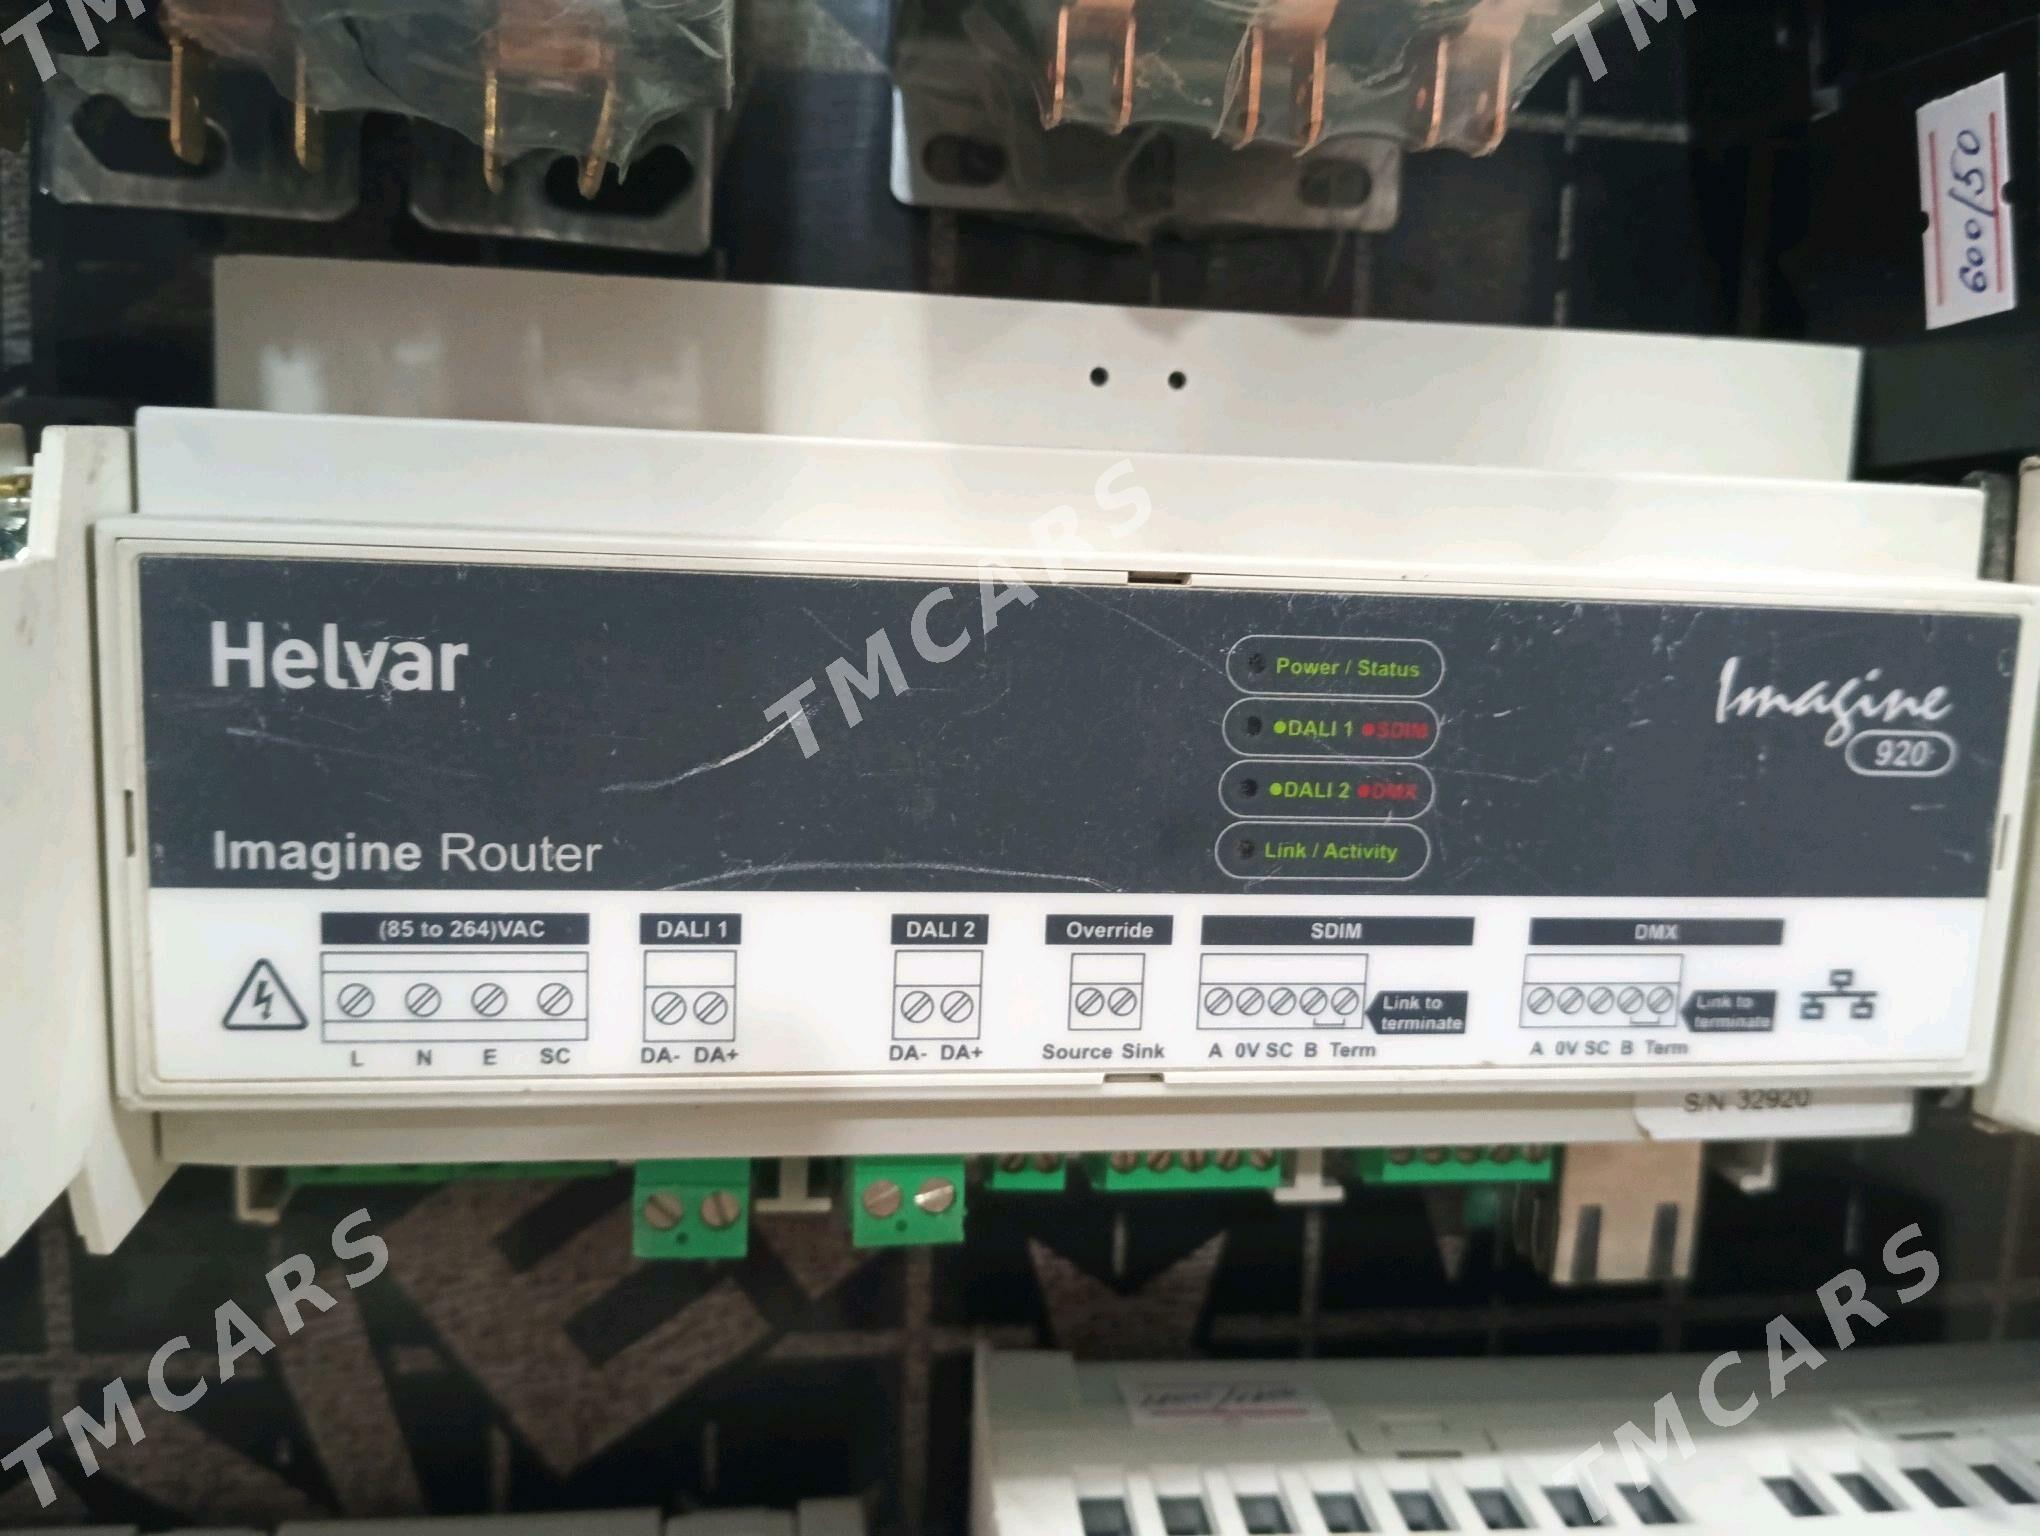 TMCARS
TMCARS
600/50
Helvar
Imagine Router
TMCARS
Power / Status
DALI 1 SDIM
DALI 2 DMX
Link / Activity
Imagine
920
(85 to 264)VAC
L N E SC
DALI 1
DA- DA+
DALI 2
DA- DA+
Override
Source Sink
SDIM
Link to
terminate
A 0V SC B Term
DMX
Link to
terminate
A 0V SC B Term
S/N 32920
TMCARS
TMCARS